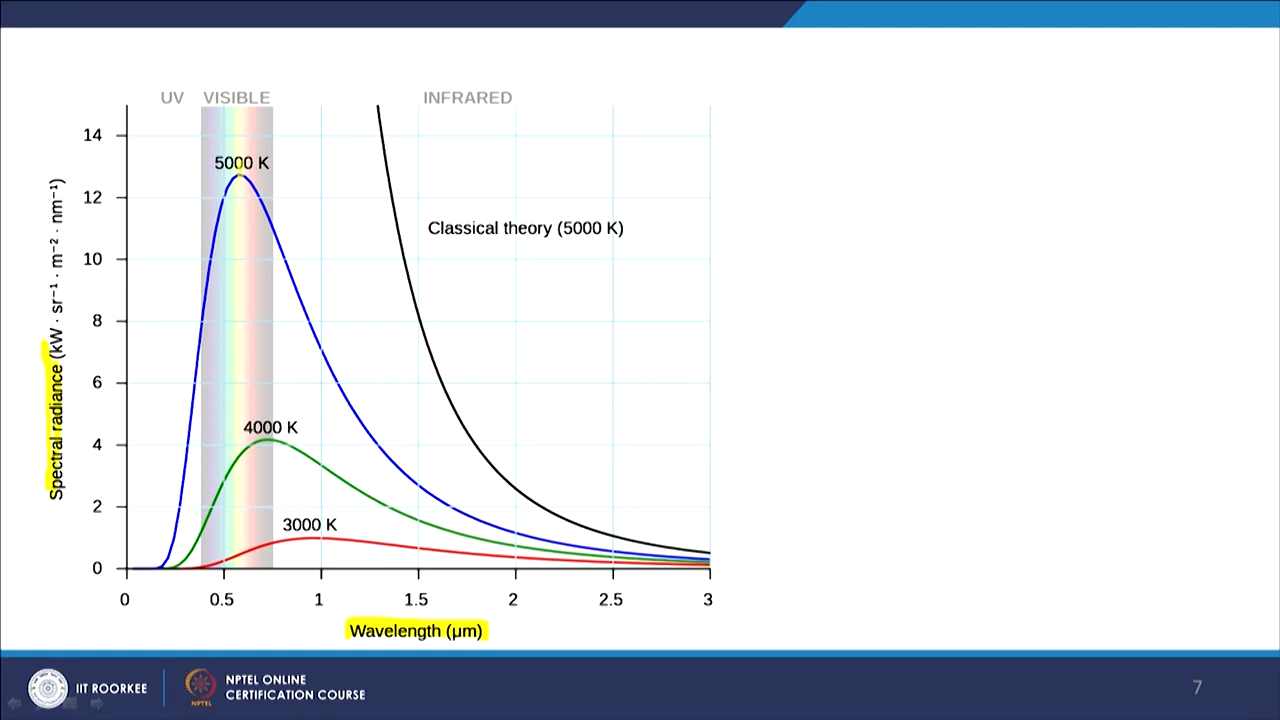 UV VISIBLE INFRARED
14
12
10
8
6
4
2
0
Spectral radiance (kW · sr⁻¹ · m⁻² · nm⁻¹)
5000 K
Classical theory (5000 K)
4000 K
3000 K
0 0.5 1 1.5 2 2.5 3
Wavelength (μm)
IIT ROORKEE
NPTEL
NPTEL ONLINE
CERTIFICATION COURSE
7